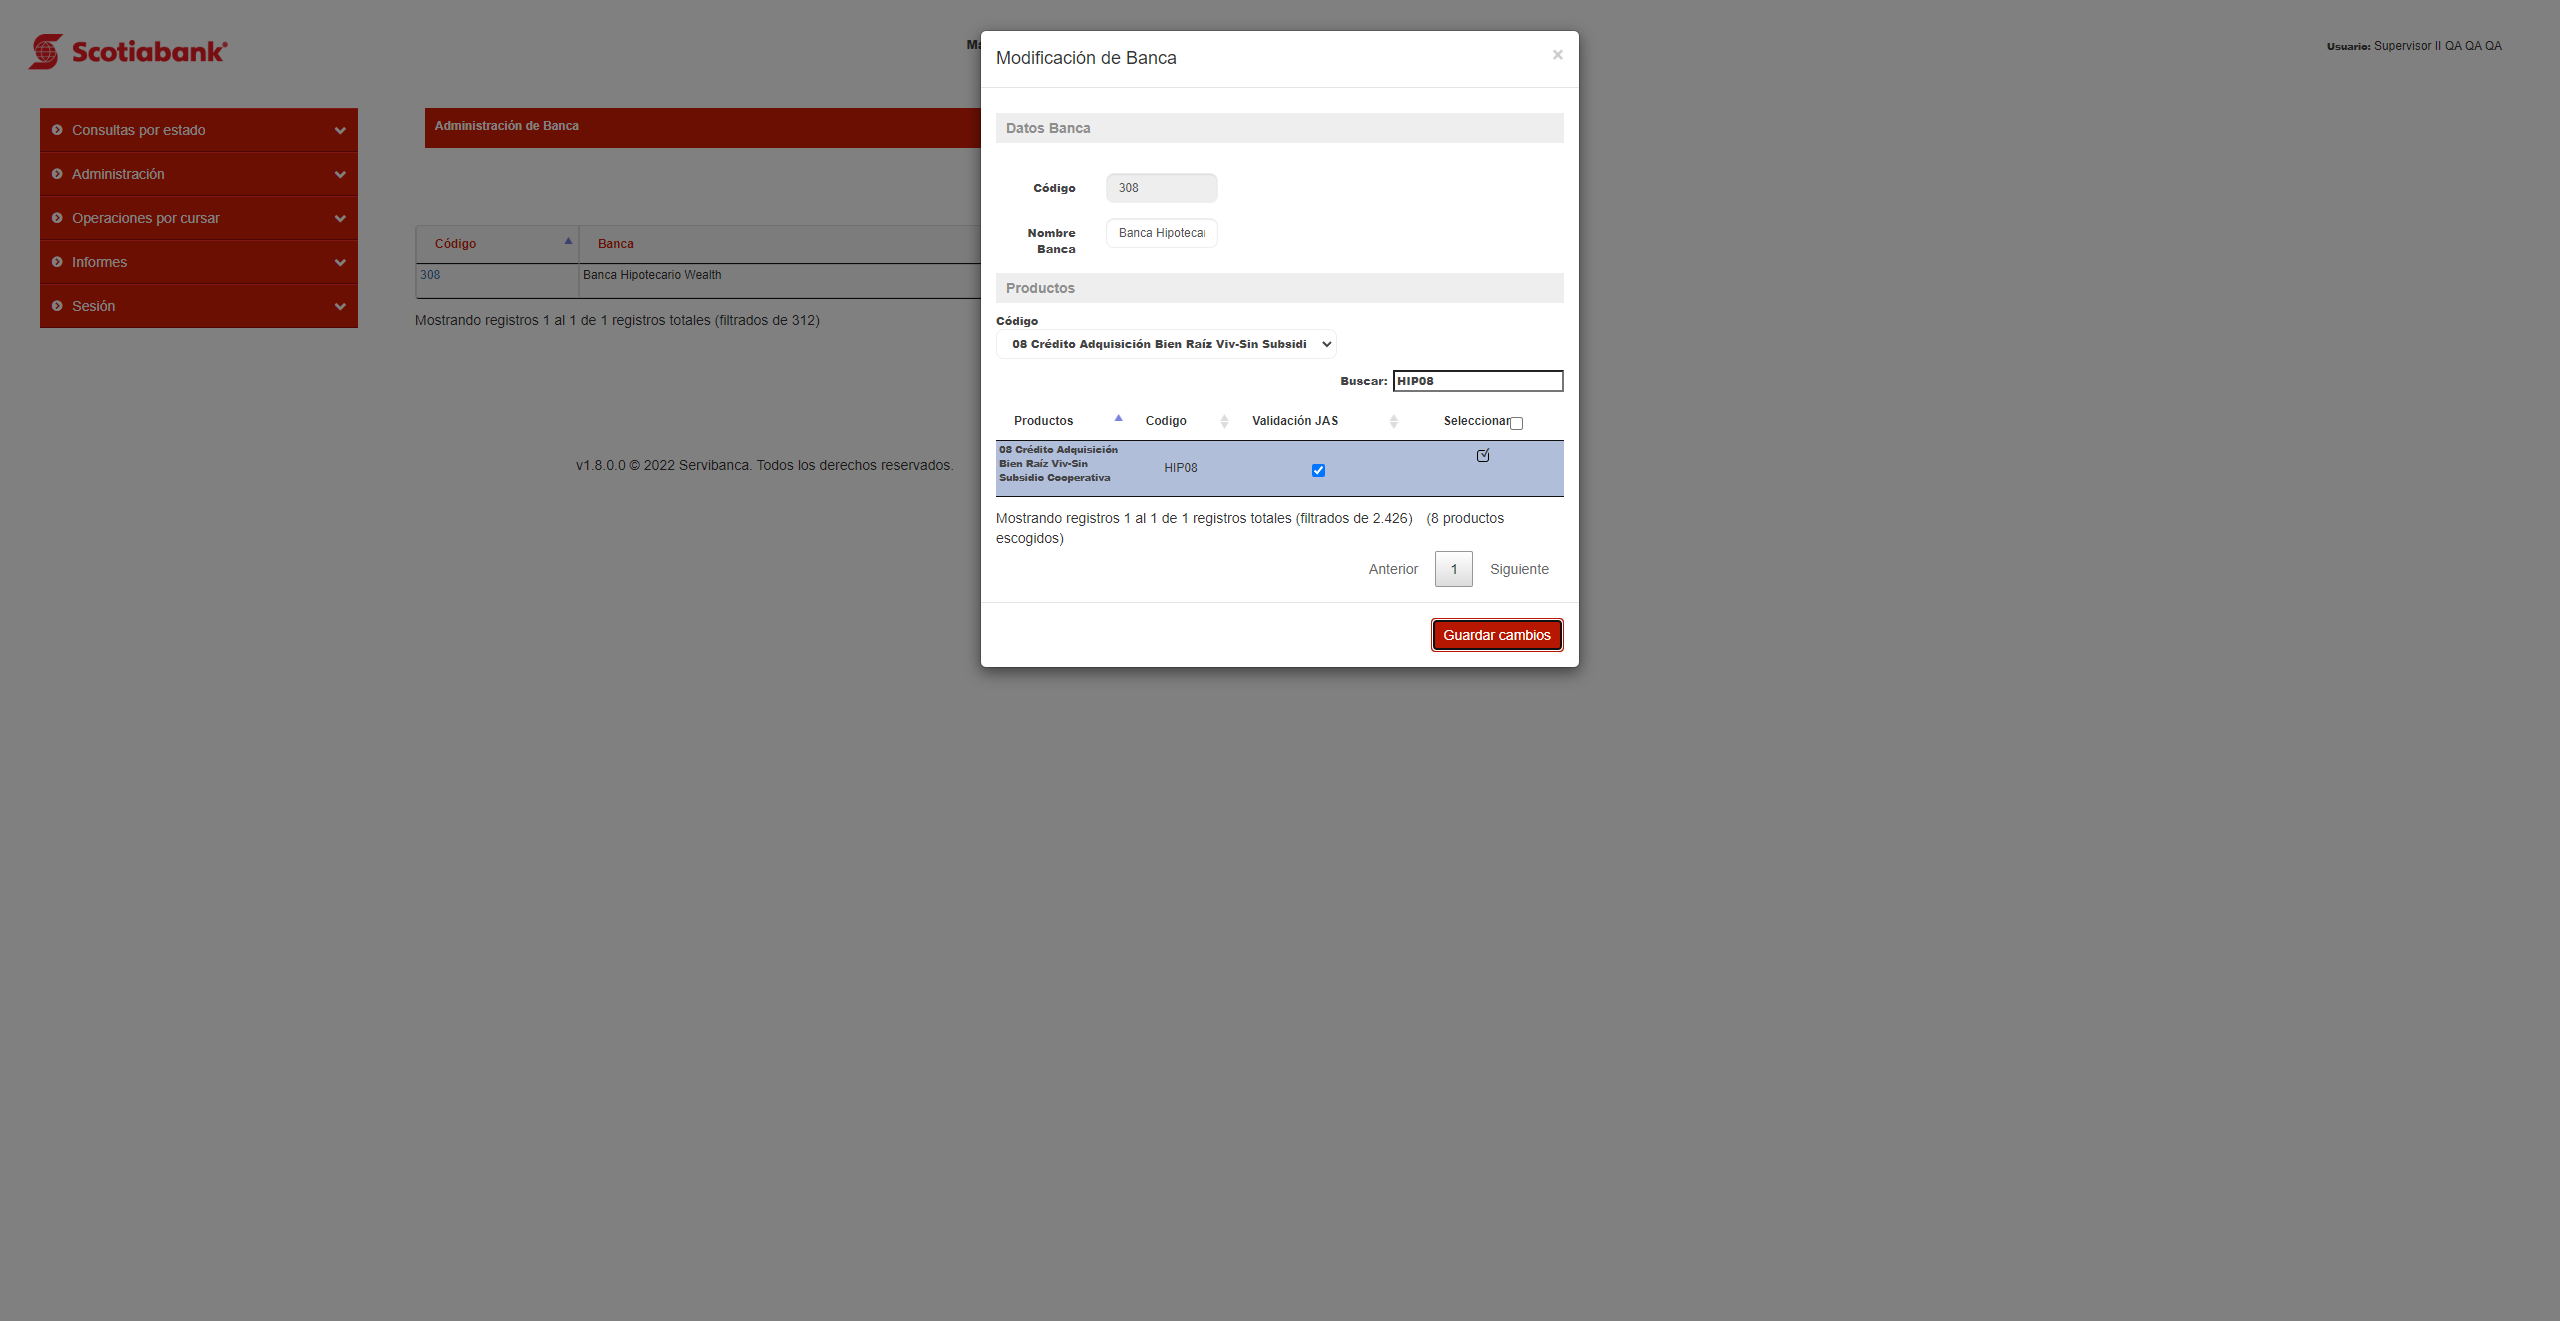 Scotiabank
Usuario: Supervisor II QA QA QA
Consultas por estado
Administración
Operaciones por cursar
Informes
Sesión
Administración de Banca
Código
Banca
308
Banca Hipotecario Wealth
Mostrando registros 1 al 1 de 1 registros totales (filtrados de 312)
v1.8.0.0 © 2022 Servibanca. Todos los derechos reservados.
Modificación de Banca
×
Datos Banca
Código
308
Nombre
Banca
Banca Hipotecar
Productos
Código
08 Crédito Adquisición Bien Raíz Viv-Sin Subsidi
Buscar: HIP08
Productos
Codigo
Validación JAS
Seleccionar
08 Crédito Adquisición
Bien Raíz Viv-Sin
Subsidio Cooperativa
HIP08
Mostrando registros 1 al 1 de 1 registros totales (filtrados de 2.426) (8 productos
escogidos)
Anterior
1
Siguiente
Guardar cambios